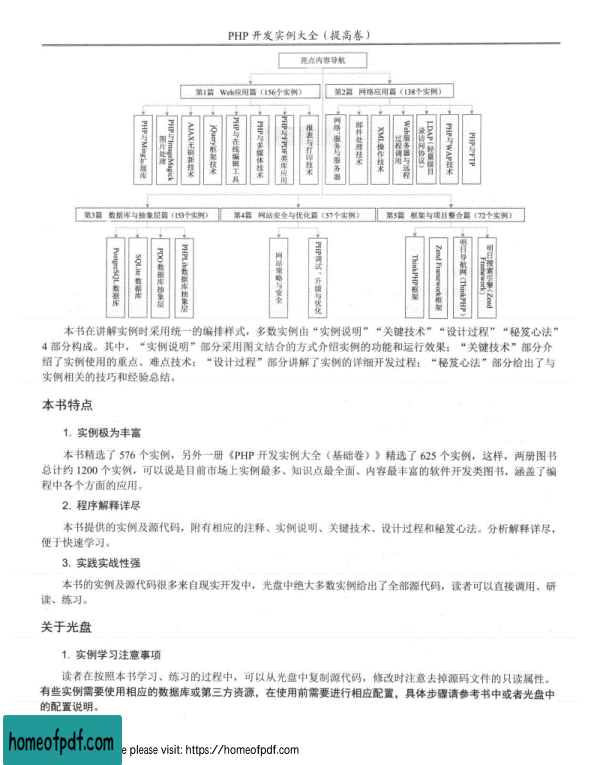 PHP 开发实例大全（提高卷）
亮点内容导航
第1篇 Web应用篇（156个实例）
第2篇 网络应用篇（138个实例）
PHP与Ming扩展库
PHP与ImageMagick图片处理
AJAX无刷新技术
jQuery框架技术
PHP与在线编辑工具
PHP与多媒体技术
PHP与FPDF类库应用
报表与打印技术
网络、服务与服务器
邮件处理技术
XML操作技术
Web服务器与远程过程调用
LDAP（轻量级目录访问协议）
PHP与WAP技术
PHP与FTP
第3篇 数据库与抽象层篇（153个实例）
第4篇 网站安全与优化篇（57个实例）
第5篇 框架与项目整合篇（72个实例）
PostgreSQL数据库
SQLite 数据库
PDO数据库抽象层
PHPLib数据库抽象层
网站策略与安全
PHP调试、升级与优化
ThinkPHP框架
Zend Framework框架
明日导航网（ThinkPHP）
明日搜索引擎（Zend Framework）
本书在讲解实例时采用统一的编排样式，多数实例由“实例说明”“关键技术”“设计过程”“秘笈心法”
4 部分构成。其中，“实例说明”部分采用图文结合的方式介绍实例的功能和运行效果；“关键技术”部分介
绍了实例使用的重点、难点技术；“设计过程”部分讲解了实例的详细开发过程；“秘笈心法”部分给出了与
实例相关的技巧和经验总结。
本书特点
1. 实例极为丰富
本书精选了 576 个实例，另外一册《PHP 开发实例大全（基础卷）》精选了 625 个实例，这样，两册图书
总计约 1200 个实例，可以说是目前市场上实例最多、知识点最全面、内容最丰富的软件开发类图书，涵盖了编
程中各个方面的应用。
2. 程序解释详尽
本书提供的实例及源代码，附有相应的注释、实例说明、关键技术、设计过程和秘笈心法。分析解释详尽，
便于快速学习。
3. 实践实战性强
本书的实例及源代码很多来自现实开发中，光盘中绝大多数实例给出了全部源代码，读者可以直接调用、研
读、练习。
关于光盘
1. 实例学习注意事项
读者在按照本书学习、练习的过程中，可以从光盘中复制源代码，修改时注意去掉源码文件的只读属性。
有些实例需要使用相应的数据库或第三方资源，在使用前需要进行相应配置，具体步骤请参考书中或者光盘中
的配置说明。
homeofpdf.com
e please visit: https://homeofpdf.com